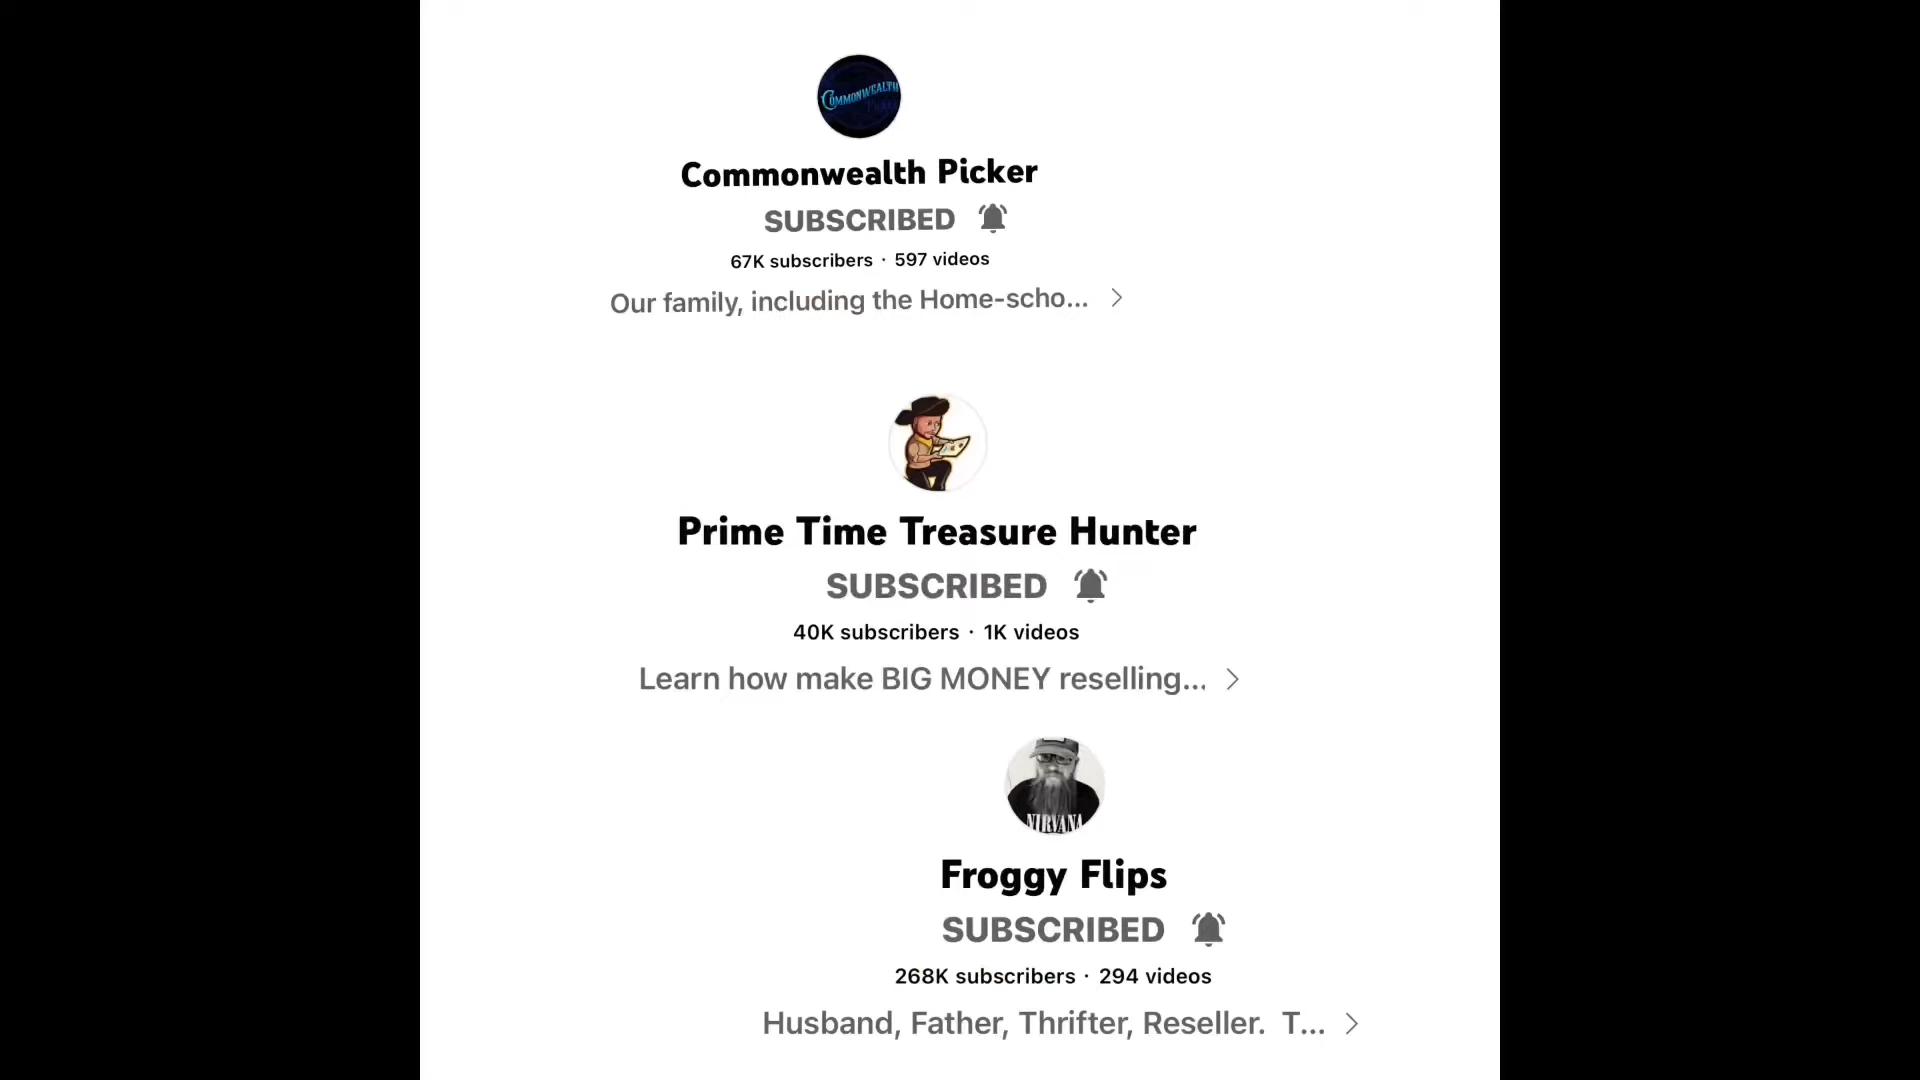 COMMONWEALTH
Commonwealth Picker
SUBSCRIBED
67K subscribers · 597 videos
Our family, including the Home-scho...
Prime Time Treasure Hunter
SUBSCRIBED
40K subscribers · 1K videos
Learn how make BIG MONEY reselling...
NIRVANA
Froggy Flips
SUBSCRIBED
268K subscribers · 294 videos
Husband, Father, Thrifter, Reseller. T...